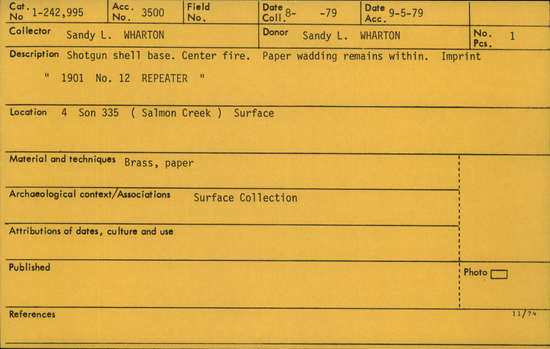 Cat. No 1-242,995 Acc. No. 3500 Field No. Date Coll. 8- -79 Date Acc. 9-5-79
Collector Sandy L. WHARTON Donor Sandy L. WHARTON No. Pcs. 1
Description Shotgun shell base. Center fire. Paper wadding remains within. Imprint
" 1901 No. 12 REPEATER "
Location 4 Son 335 ( Salmon Creek ) Surface
Material and techniques Brass, paper
Archaeological context/Associations Surface Collection
Attributions of dates, culture and use
Published Photo
References 11/74